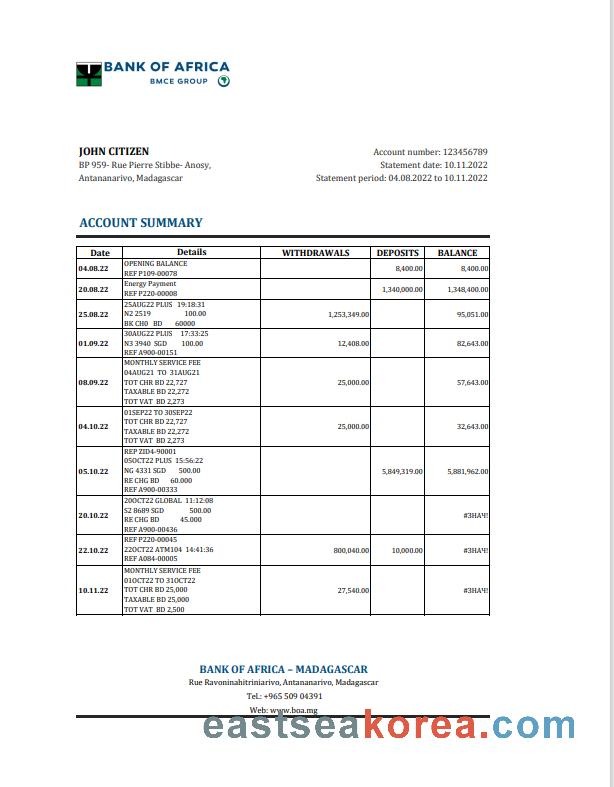 BANK OF AFRICA
BMCE GROUP
JOHN CITIZEN
BP 959- Rue Pierre Stibbe- Anosy,
Antananarivo, Madagascar
Account number: 123456789
Statement date: 10.11.2022
Statement period: 04.08.2022 to 10.11.2022
ACCOUNT SUMMARY
Date Details WITHDRAWALS DEPOSITS BALANCE
04.08.22 OPENING BALANCE 8,400.00 8,400.00
REF P109-00078
20.08.22 Energy Payment 1,340,000.00 1,348,400.00
REF P220-00008
25.08.22 25AUG22 PLUS 19:18:31 1,253,349.00 95,051.00
N2 2519 100.00
BK CH0 BD 60000
01.09.22 30AUG22 PLUS 17:33:25 12,408.00 82,643.00
N3 3940 SGD 100.00
REF A900-00151
08.09.22 MONTHLY SERVICE FEE 25,000.00 57,643.00
04AUG21 TO 31AUG21
TOT CHR BD 22,727
TAXABLE BD 22,272
TOT VAT BD 2,273
04.10.22 01SEP22 TO 30SEP22 25,000.00 32,643.00
TOT CHR BD 22,727
TAXABLE BD 22,272
TOT VAT BD 2,273
05.10.22 REP ZID4-90001 5,849,319.00 5,881,962.00
05OCT22 PLUS 15:56:22
NG 4331 SGD 500.00
RE CHG BD 60.000
REF A900-00333
20.10.22 20OCT22 GLOBAL 11:12:08 #ЗНАЧ!
S2 8689 SGD 500.00
RE CHG BD 45.000
REF A900-00436
22.10.22 REF P220-00045 800,040.00 10,000.00 #ЗНАЧ!
22OCT22 ATM104 14:41:36
REF A084-00005
10.11.22 MONTHLY SERVICE FEE 27,540.00 #ЗНАЧ!
01OCT22 TO 31OCT22
TOT CHR BD 25,000
TAXABLE BD 25,000
TOT VAT BD 2,500
BANK OF AFRICA – MADAGASCAR
Rue Ravoninahitriniarivo, Antananarivo, Madagascar
Tel.: +965 509 04391
Web: www.boa.mg
eastseakorea.com